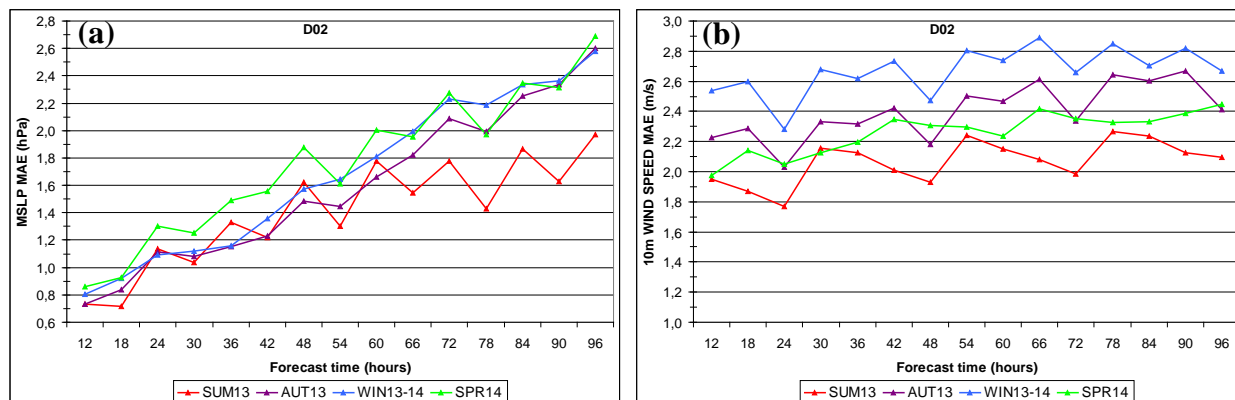 (a)
D02
MSLP MAE (hPa)
2,8
2,6
2,4
2,2
2,0
1,8
1,6
1,4
1,2
1,0
0,8
0,6
12 18 24 30 36 42 48 54 60 66 72 78 84 90 96
Forecast time (hours)
SUM13 AUT13 WIN13-14 SPR14
(b)
D02
10m WIND SPEED MAE (m/s)
3,0
2,8
2,6
2,4
2,2
2,0
1,8
1,6
1,4
1,2
1,0
12 18 24 30 36 42 48 54 60 66 72 78 84 90 96
Forecast time (hours)
SUM13 AUT13 WIN13-14 SPR14